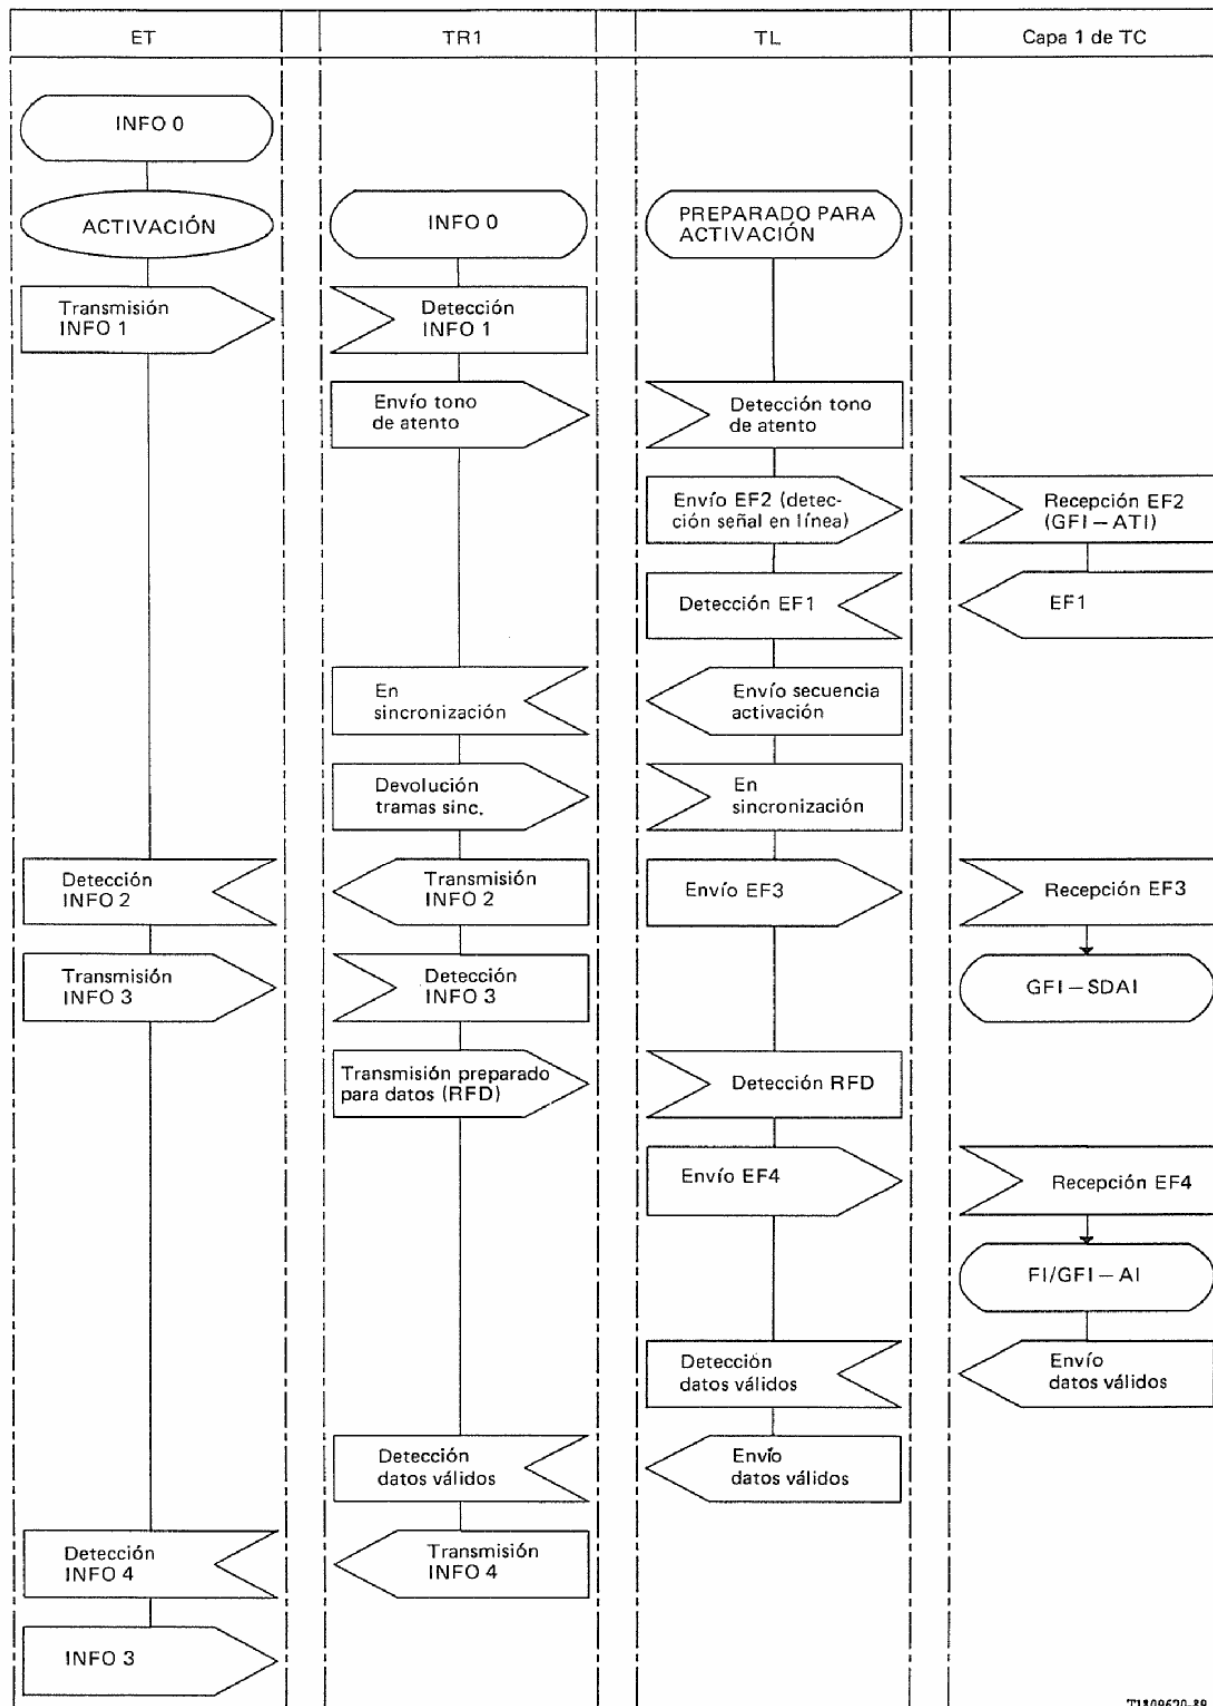 ET
TR1
TL
Capa 1 de TC
INFO 0
ACTIVACIÓN
INFO 0
PREPARADO PARA
ACTIVACIÓN
Transmisión
INFO 1
Detección
INFO 1
Envío tono
de atento
Detección tono
de atento
Envío EF2 (detec-
ción señal en línea)
Recepción EF2
(GFI – ATI)
Detección EF1
EF1
En
sincronización
Envío secuencia
activación
Devolución
tramas sinc.
En
sincronización
Detección
INFO 2
Transmisión
INFO 2
Envío EF3
Recepción EF3
Transmisión
INFO 3
Detección
INFO 3
GFI – SDAI
Transmisión preparado
para datos (RFD)
Detección RFD
Envío EF4
Recepción EF4
FI/GFI – AI
Detección
datos válidos
Envío
datos válidos
Detección
datos válidos
Envío
datos válidos
Detección
INFO 4
Transmisión
INFO 4
INFO 3
T1809670-89